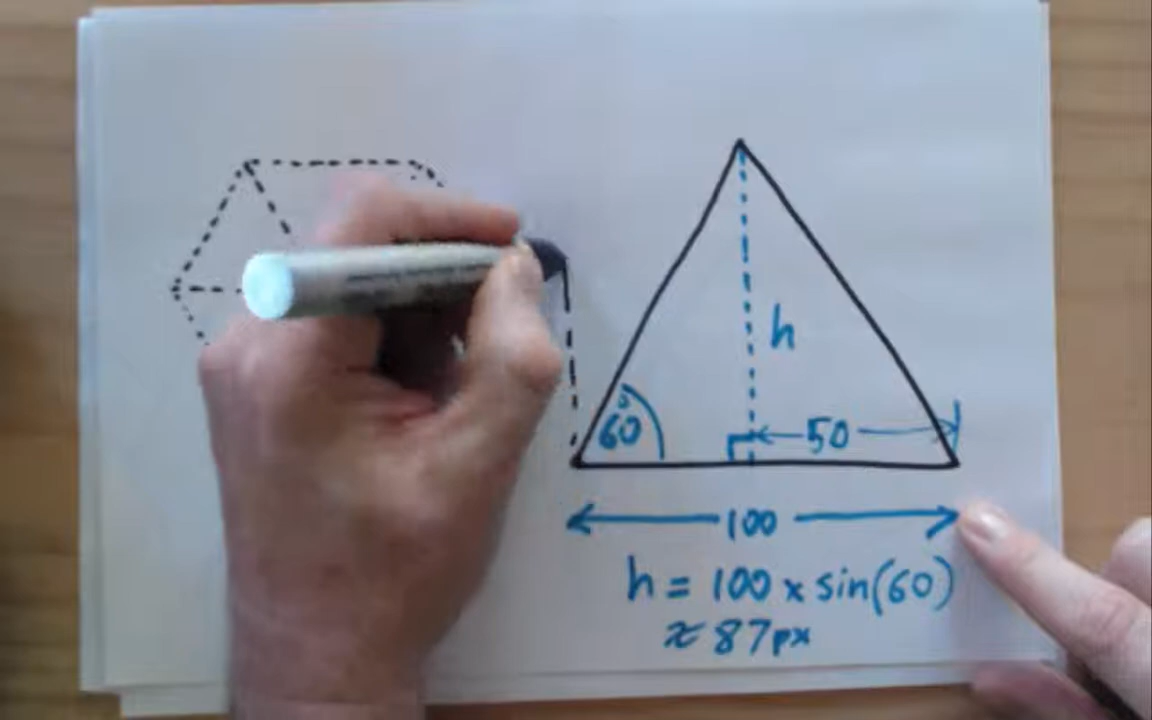 h
60°
50
100
h = 100 x sin(60)
≈ 87px